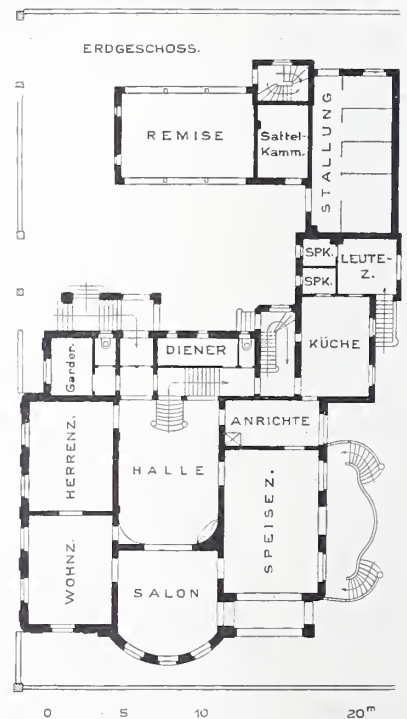 ERDGESCHOSS.
REMISE
Sattel-
Kamm.
STALLUNG
SPK.
LEUTE-
Z.
SPK.
KÜCHE
Garder.
DIENER
ANRICHTE
HERRENZ.
HALLE
SPEISEZ.
WOHNZ.
SALON
0 5 10 20m